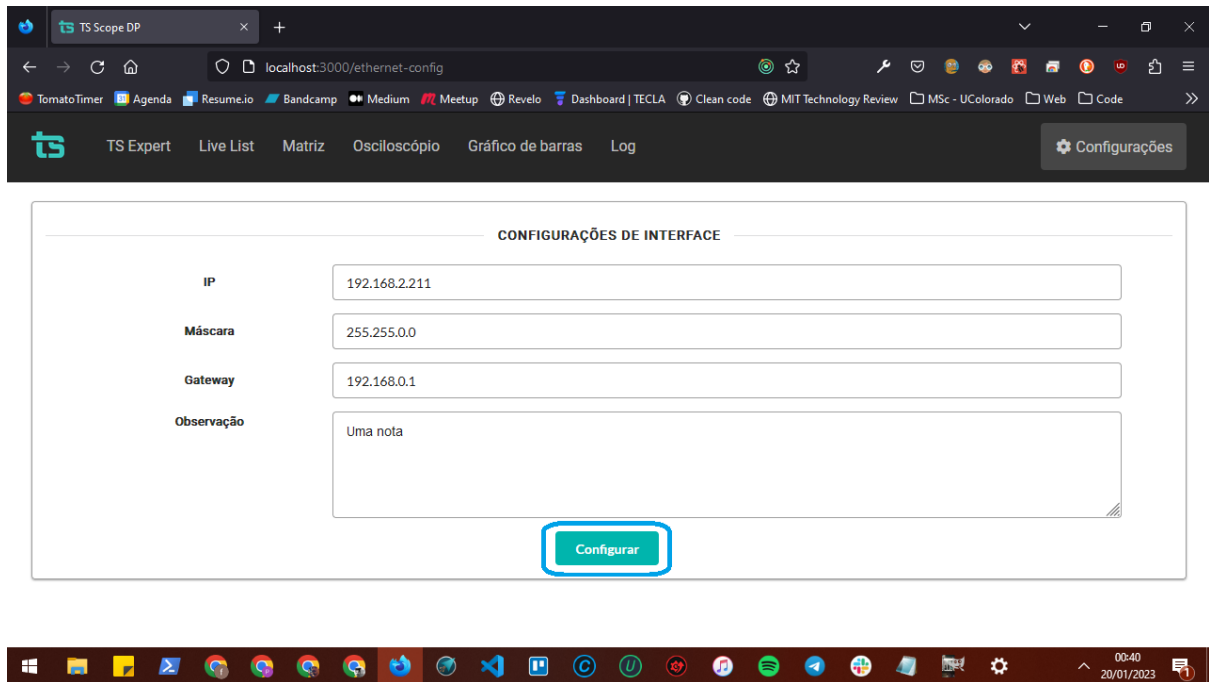 TS Scope DP
localhost:3000/ethernet-config
TomatoTimer Agenda Resume.io Bandcamp Medium Meetup Revelo Dashboard | TECLA Clean code MIT Technology Review MSc - UColorado Web Code
ts TS Expert Live List Matriz Osciloscópio Gráfico de barras Log Configurações
CONFIGURAÇÕES DE INTERFACE
IP 192.168.2.211
Máscara 255.255.0.0
Gateway 192.168.0.1
Observação Uma nota
Configurar
00:40
20/01/2023